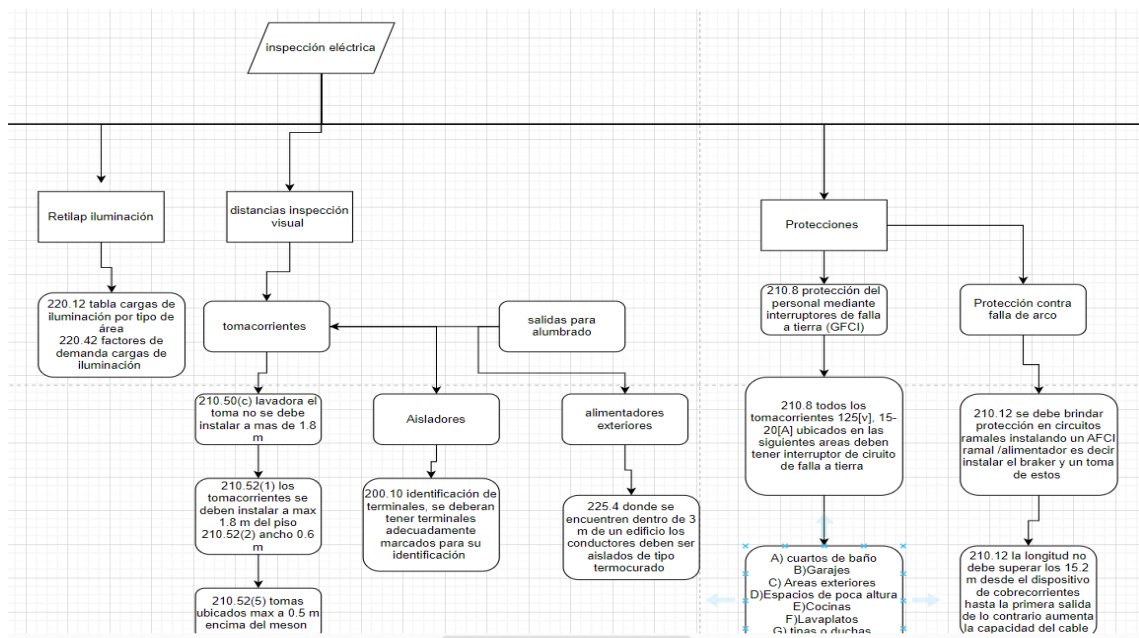 inspección eléctrica
Retilap iluminación
distancias inspección
visual
Protecciones
220.12 tabla cargas de
iluminación por tipo de
área
220.42 factores de
demanda cargas de
iluminación
tomacorrientes
salidas para
alumbrado
210.8 protección del
personal mediante
interruptores de falla
a tierra (GFCI)
Protección contra
falla de arco
210.50(c) lavadora el
toma no se debe
instalar a mas de 1.8
m
Aisladores
alimentadores
exteriores
210.8 todos los
tomacorrientes 125[v], 15-
20[A] ubicados en las
siguientes areas deben
tener interruptor de ciruito
de falla a tierra
210.12 se debe brindar
protección en circuitos
ramales instalando un AFCI
ramal /alimentador es decir
instalar el braker y un toma
de estos
210.52(1) los
tomacorrientes se
deben instalar a max
1.8 m del piso
210.52(2) ancho 0.6
m
200.10 identificación de
terminales, se deberan
tener terminales
adecuadamente
marcados para su
identificación
225.4 donde se
encuentren dentro de 3
m de un edificio los
conductores deben ser
aislados de tipo
termocurado
A) cuartos de baño
B)Garajes
C) Areas exteriores
D)Espacios de poca altura
E)Cocinas
F)Lavaplatos
G) tinas o duchas
210.12 la longitud no
debe superar los 15.2
m desde el dispositivo
de cobrecorrientes
hasta la primera salida
de lo contrario aumenta
la capacidad del cable
210.52(5) tomas
ubicados max a 0.5 m
encima del meson